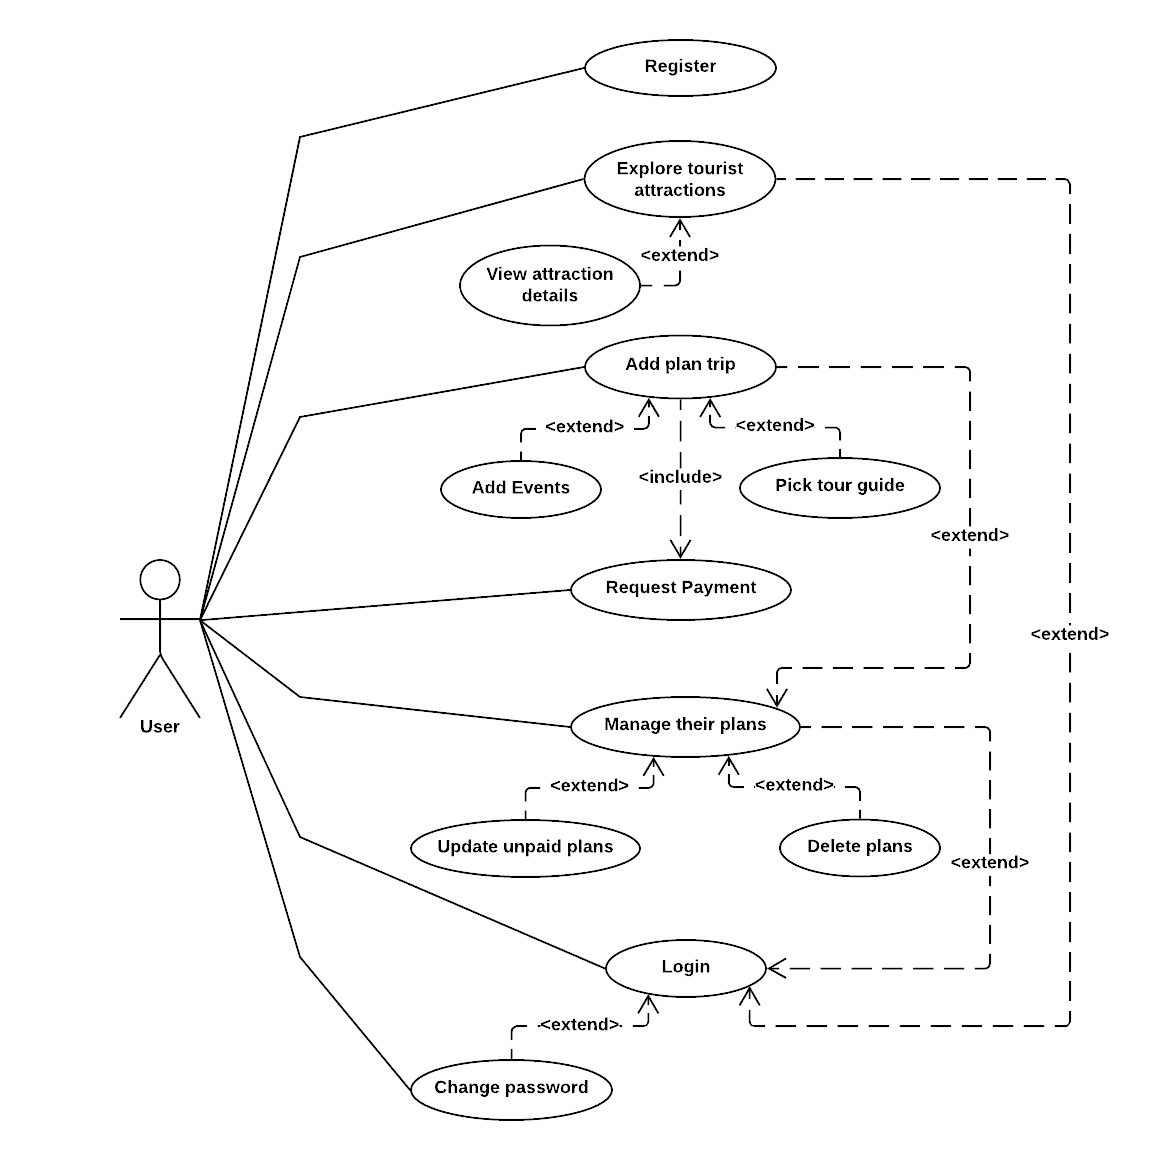 Register
Explore tourist
attractions
<extend>
View attraction
details
Add plan trip
<extend>
<extend>
<include>
Add Events
Pick tour guide
<extend>
Request Payment
<extend>
User
Manage their plans
<extend>
<extend>
Update unpaid plans
Delete plans
<extend>
Login
<extend>
Change password